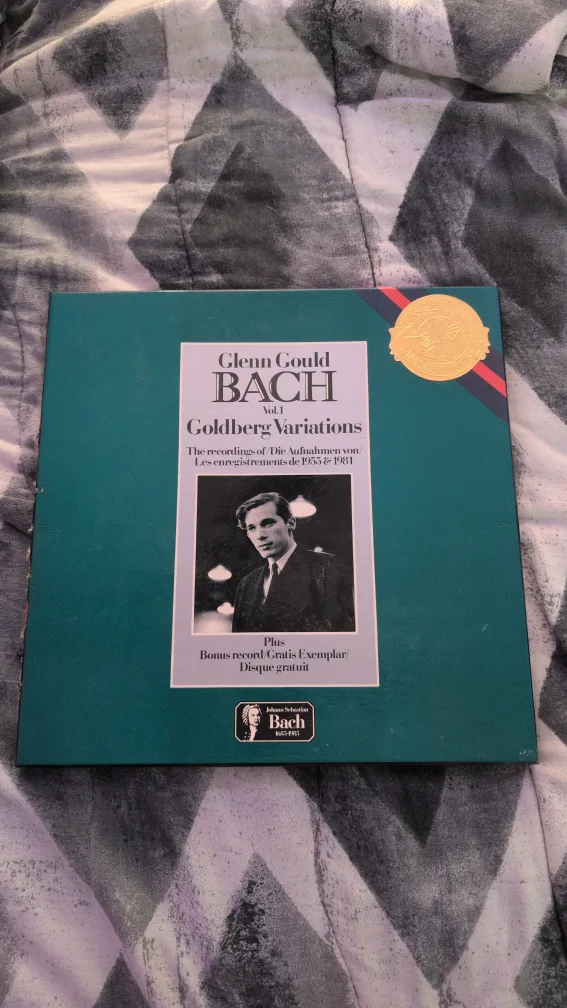 Glenn Gould
BACH
Vol.1
Goldberg Variations
The recordings of/Die Aufnahmen von/
Les enregistrements de 1955 & 1981
Plus
Bonus record/Gratis Exemplar/
Disque gratuit
Johann Sebastian
Bach
1685-1985